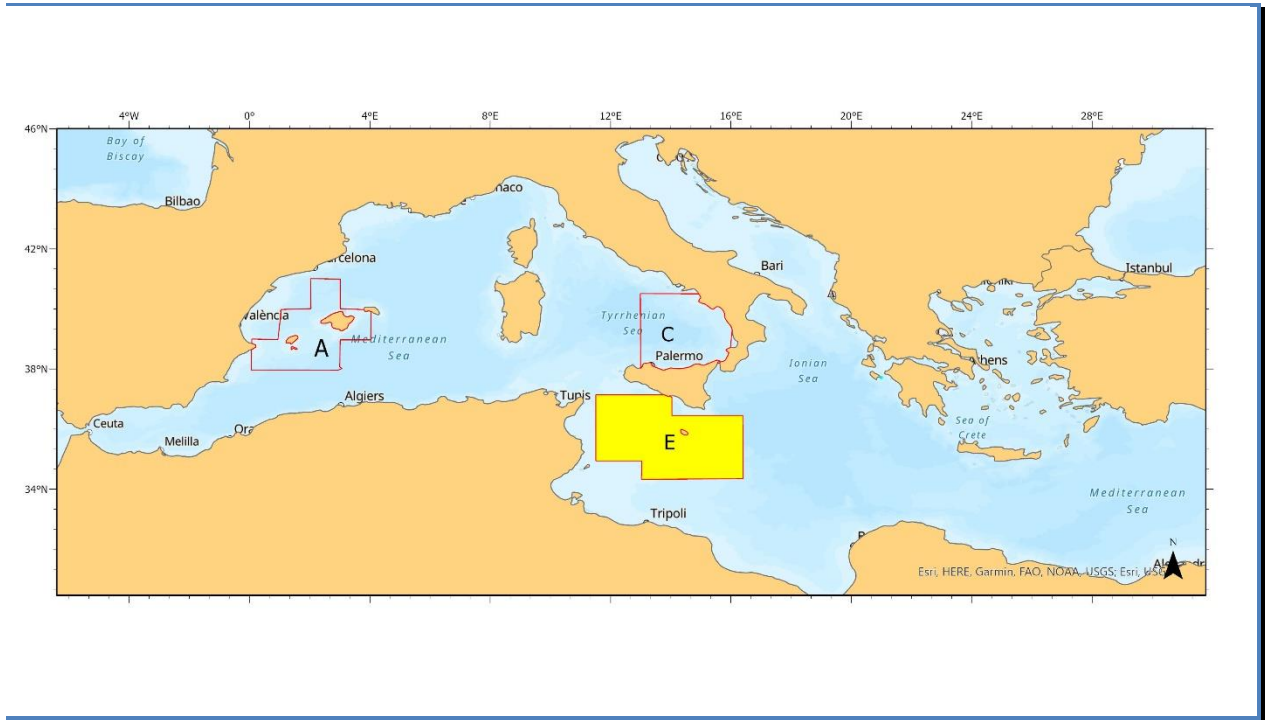 4°W 0° 4°E 8°E 12°E 16°E 20°E 24°E 28°E
46°N
Bay of
Biscay
naco
Bilbao
42°N
rcelona
Bari
Istanbul
València
Tyrrhenian
Sea
C
Mediterranean
Sea
A
Palermo
Ionian
Sea
hens
38°N
Algiers
Tunis
Ceuta
Melilla
Ora
E
Sea of
Crete
34°N
Mediterranean
Sea
Tripoli
N
Esri, HERE, Garmin, FAO, NOAA, USGS; Esri, USG